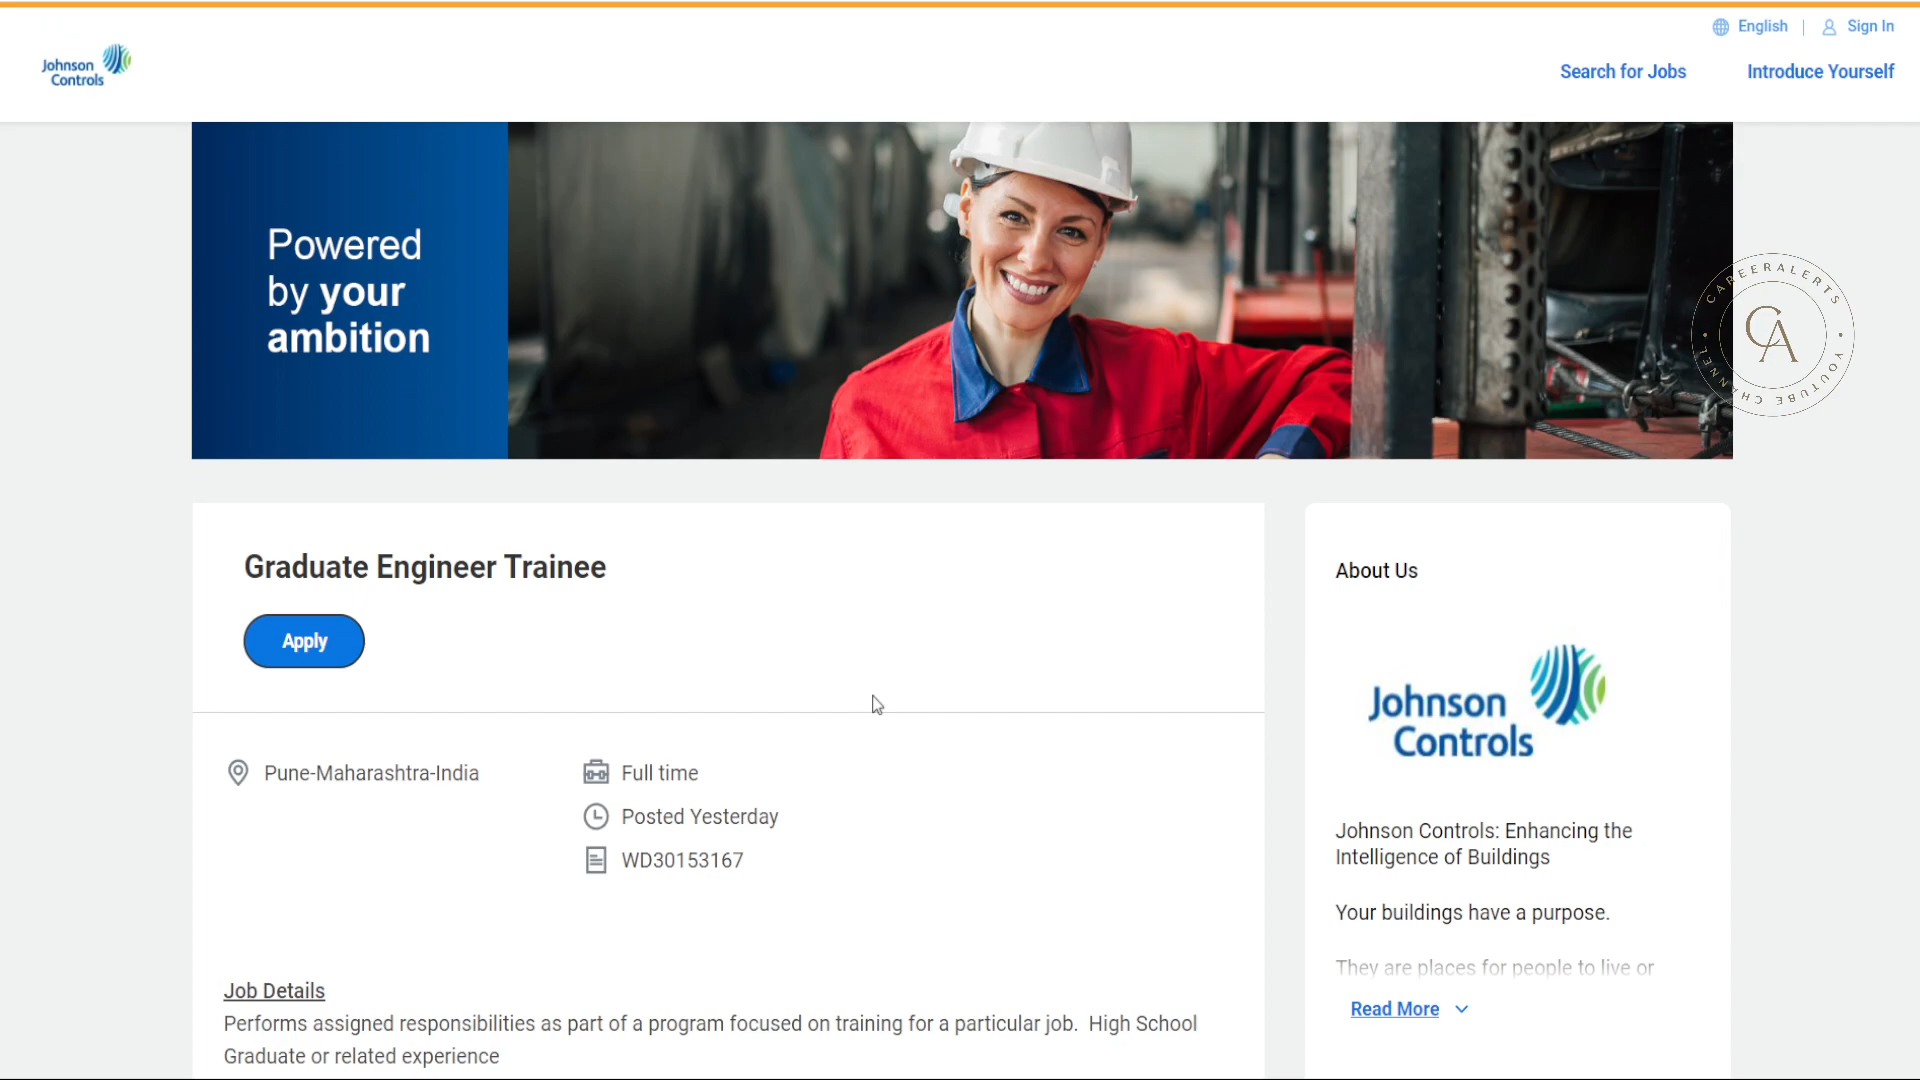 English
Sign In
Johnson
Controls
Search for Jobs
Introduce Yourself
Powered
by your
ambition
CAREERALERTS
CA
YOUTUBE CHANNEL
Graduate Engineer Trainee
Apply
Pune-Maharashtra-India
Full time
Posted Yesterday
WD30153167
Job Details
Performs assigned responsibilities as part of a program focused on training for a particular job.  High School
Graduate or related experience
About Us
Johnson
Controls
Johnson Controls: Enhancing the
Intelligence of Buildings
Your buildings have a purpose.
They are places for people to live or
Read More